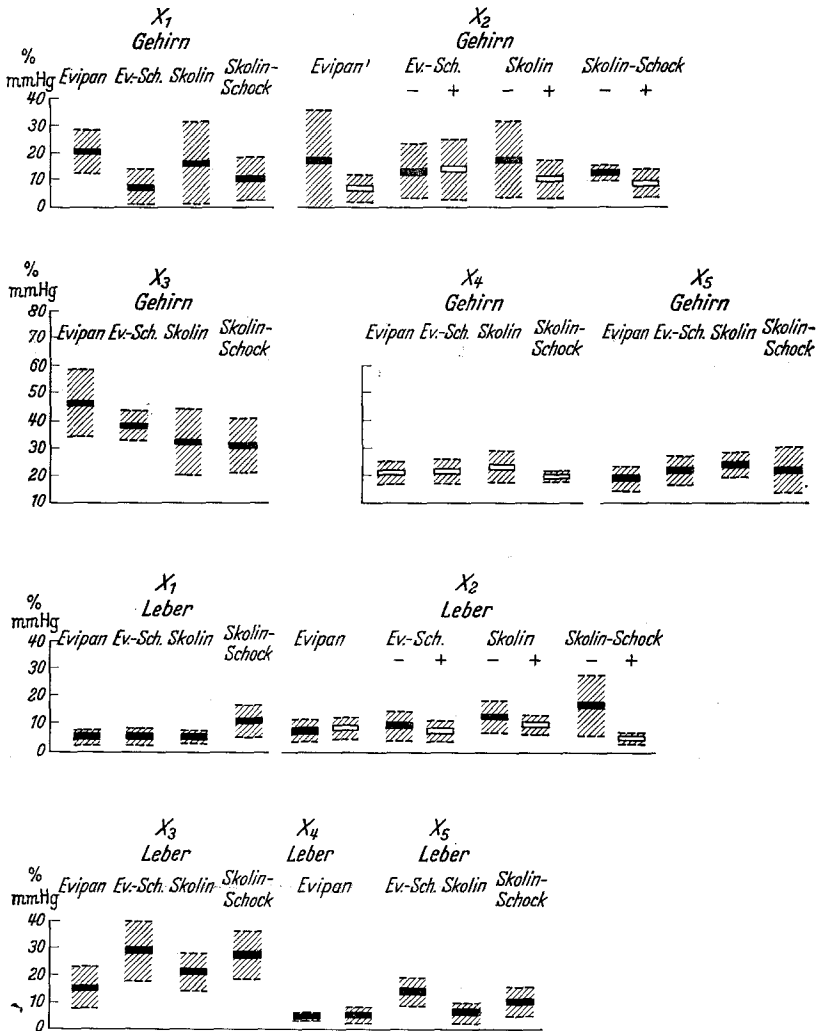 X1 X2
Gehirn Gehirn
%
mmHg Evipan Ev.-Sch. Skolin Skolin-Schock Evipan' Ev.-Sch. Skolin Skolin-Schock
− + − + − +
40
30
20
10
0
X3 X4 X5
Gehirn Gehirn Gehirn
%
mmHg
80
Evipan Ev.-Sch. Skolin Skolin-Schock Evipan Ev.-Sch. Skolin Skolin-Schock Evipan Ev.-Sch. Skolin Skolin-Schock
70
60
50
40
30
20
10
X1 X2
Leber Leber
%
mmHg
Evipan Ev.-Sch. Skolin Skolin-Schock Evipan Ev.-Sch. Skolin Skolin-Schock
− + − + − +
40
30
20
10
0
X3 X4 X5
Leber Leber Leber
%
mmHg
Evipan Ev.-Sch. Skolin Skolin-Schock Evipan Ev.-Sch. Skolin Skolin-Schock
40
30
20
10
0